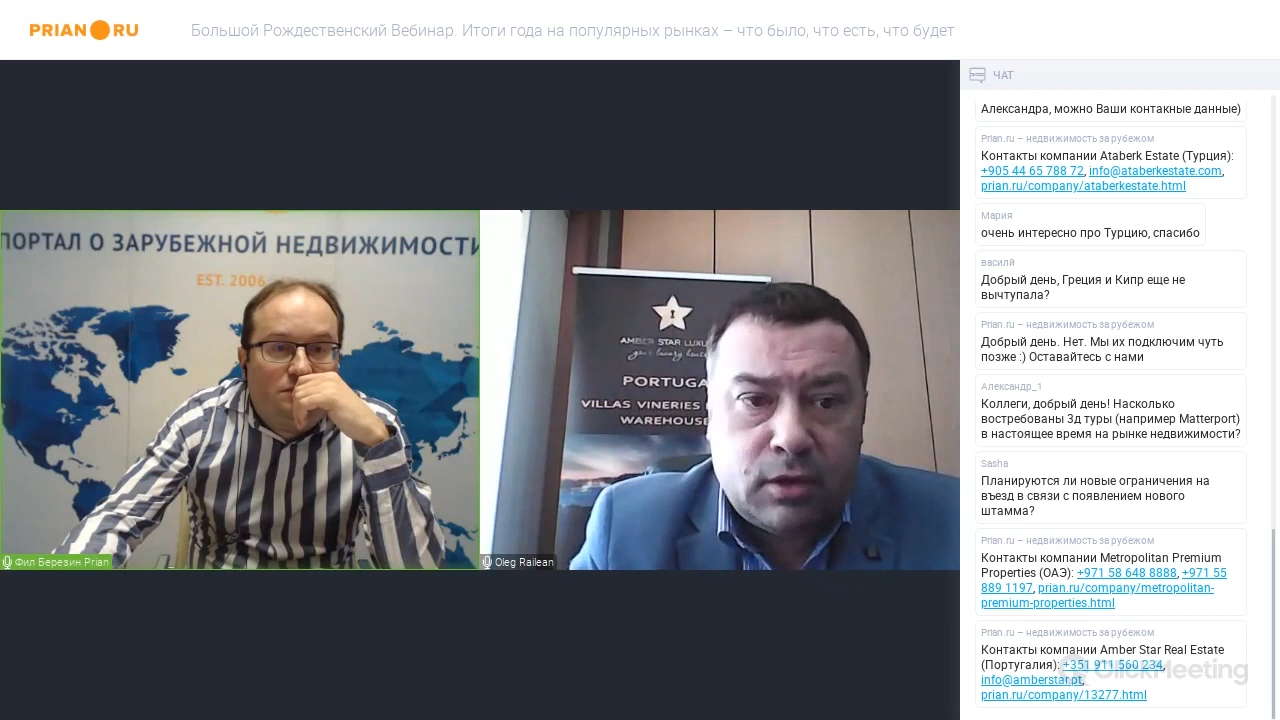 PRIAN RU
Большой Рождественский Вебинар. Итоги года на популярных рынках – что было, что есть, что будет
ПОРТАЛ О ЗАРУБЕЖНОЙ НЕДВИЖИМОСТИ
EST. 2006
Фил Березин Prian
AMBER STAR LUXU
PORTUGA
VILLAS VINERIES
WAREHOUSE
Oleg Railean
ЧАТ
Александра, можно Ваши контакные данные)
Prian.ru – недвижимость за рубежом
Контакты компании Ataberk Estate (Турция):
+905 44 65 788 72, info@ataberkestate.com,
prian.ru/company/ataberkestate.html
Мария
очень интересно про Турцию, спасибо
василй
Добрый день, Греция и Кипр еще не
вычтупала?
Prian.ru – недвижимость за рубежом
Добрый день. Нет. Мы их подключим чуть
позже :) Оставайтесь с нами
Александр_1
Коллеги, добрый день! Насколько
востребованы 3д туры (например Matterport)
в настоящее время на рынке недвижимости?
Sasha
Планируются ли новые ограничения на
въезд в связи с появлением нового
штамма?
Prian.ru – недвижимость за рубежом
Контакты компании Metropolitan Premium
Properties (ОАЭ): +971 58 648 8888, +971 55
889 1197, prian.ru/company/metropolitan-
premium-properties.html
Prian.ru – недвижимость за рубежом
Контакты компании Amber Star Real Estate
(Португалия): +351 911 560 234,
info@amberstar.pt,
prian.ru/company/13277.html
ClickMeeting